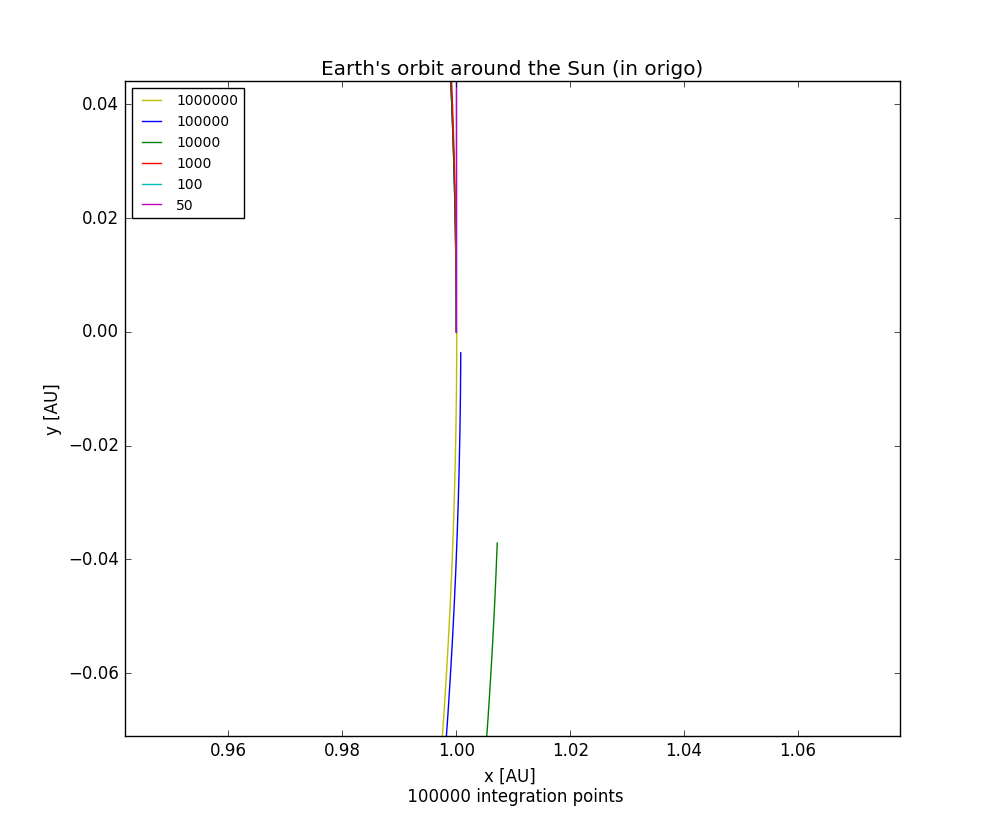 Earth's orbit around the Sun (in origo)
1000000
100000
10000
1000
100
50
0.04
0.02
0.00
−0.02
−0.04
−0.06
y [AU]
0.96 0.98 1.00 1.02 1.04 1.06
x [AU]
100000 integration points